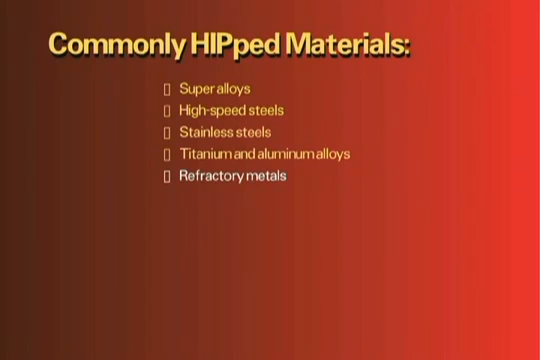 Commonly HIPped Materials:
▯ Super alloys
▯ High-speed steels
▯ Stainless steels
▯ Titanium and aluminum alloys
▯ Refractory metals